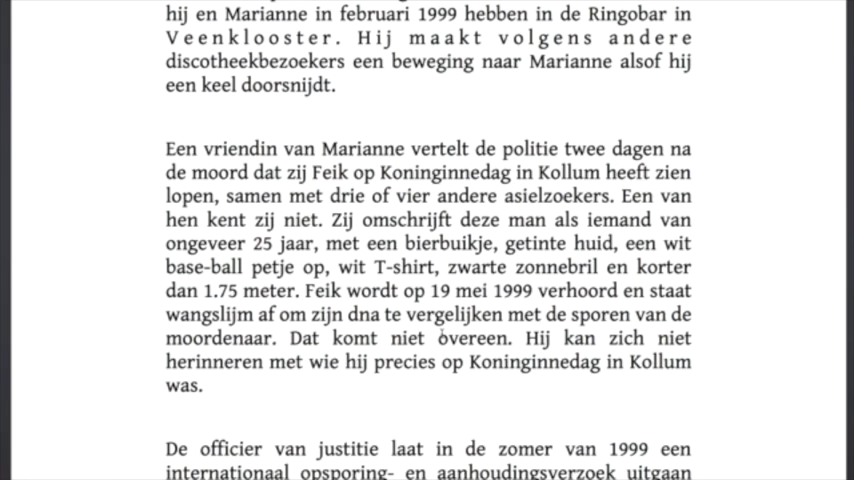 hij en Marianne in februari 1999 hebben in de Ringobar in
Veenklooster. Hij maakt volgens andere
discotheekbezoekers een beweging naar Marianne alsof hij
een keel doorsnijdt.
Een vriendin van Marianne vertelt de politie twee dagen na
de moord dat zij Feik op Koninginnedag in Kollum heeft zien
lopen, samen met drie of vier andere asielzoekers. Een van
hen kent zij niet. Zij omschrijft deze man als iemand van
ongeveer 25 jaar, met een bierbuikje, getinte huid, een wit
base-ball petje op, wit T-shirt, zwarte zonnebril en korter
dan 1.75 meter. Feik wordt op 19 mei 1999 verhoord en staat
wangslijm af om zijn dna te vergelijken met de sporen van de
moordenaar. Dat komt niet overeen. Hij kan zich niet
herinneren met wie hij precies op Koninginnedag in Kollum
was.
De officier van justitie laat in de zomer van 1999 een
internationaal opsporing- en aanhoudingsverzoek uitgaan